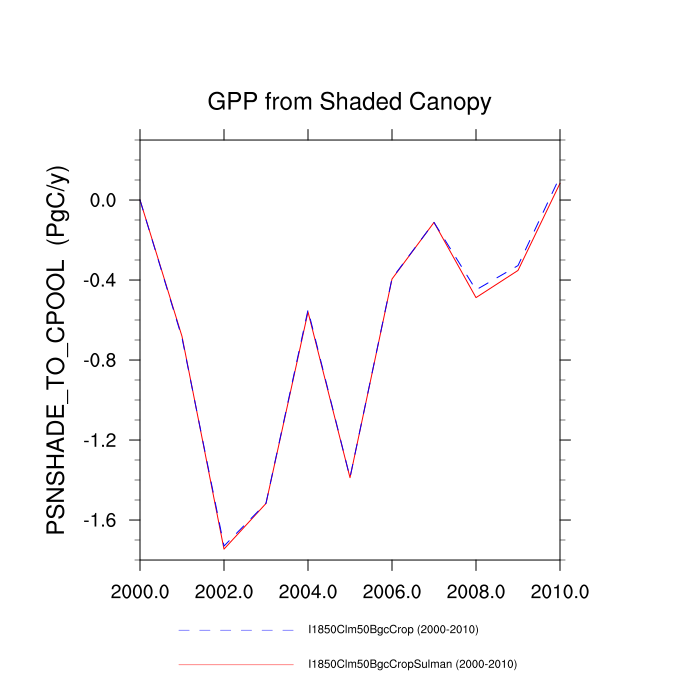 GPP from Shaded Canopy
PSNSHADE_TO_CPOOL (PgC/y)
0.0
-0.4
-0.8
-1.2
-1.6
2000.0 2002.0 2004.0 2006.0 2008.0 2010.0
I1850Clm50BgcCrop (2000-2010)
I1850Clm50BgcCropSulman (2000-2010)